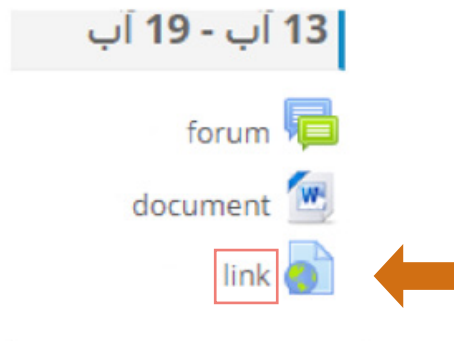 13 آب - 19 آب
forum
document
link